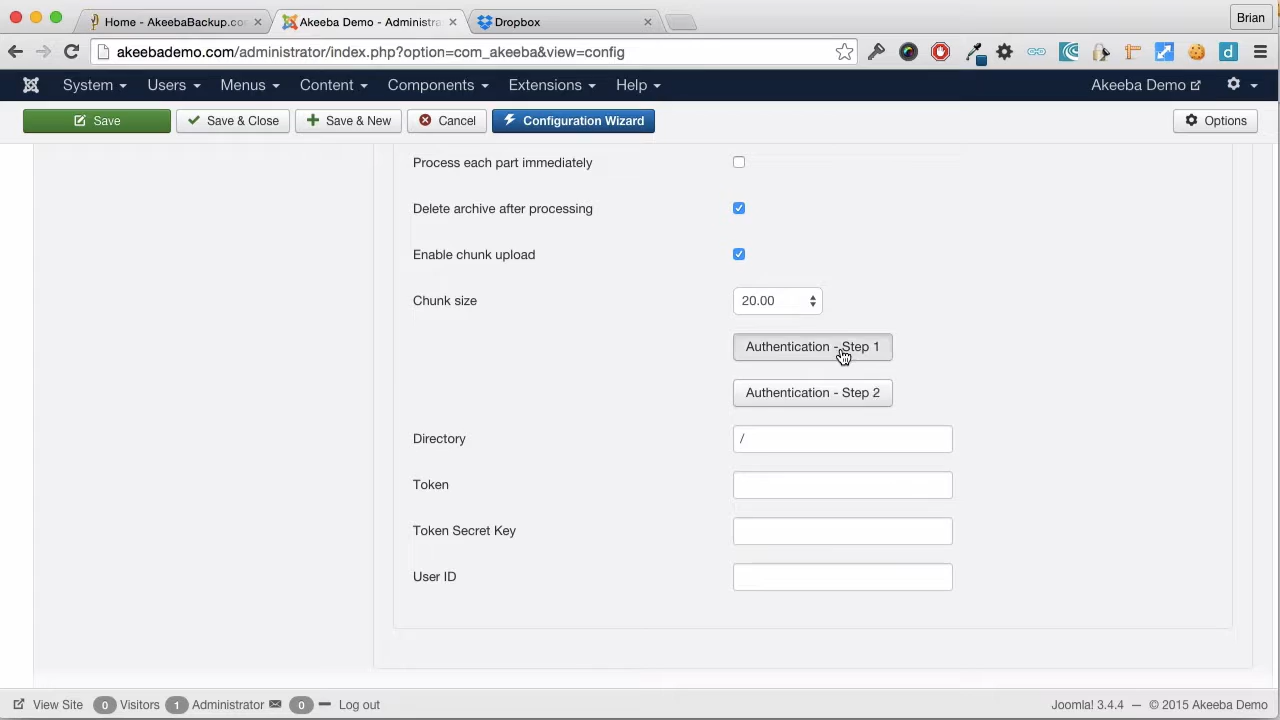 Home - AkeebaBackup.co
Akeeba Demo - Administra
Dropbox
Brian
akeebademo.com/administrator/index.php?option=com_akeeba&view=config
System Users Menus Content Components Extensions Help Akeeba Demo
Save Save & Close Save & New Cancel Configuration Wizard Options
Process each part immediately
Delete archive after processing
Enable chunk upload
Chunk size 20.00
Authentication - Step 1
Authentication - Step 2
Directory /
Token
Token Secret Key
User ID
View Site 0 Visitors 1 Administrator 0 Log out Joomla! 3.4.4 — © 2015 Akeeba Demo